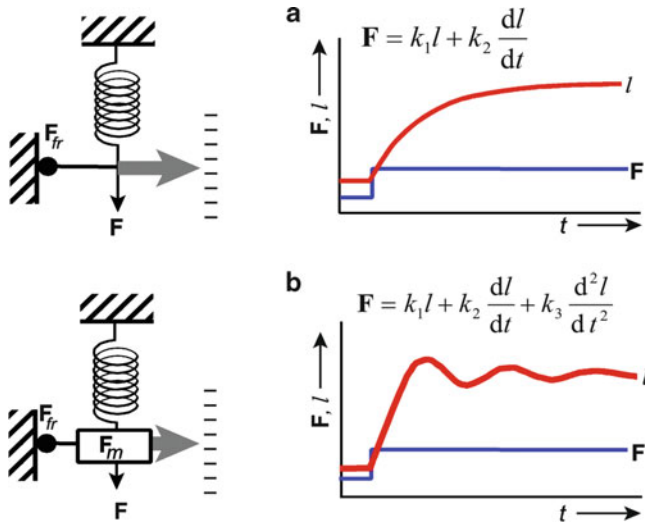 a
F = k₁l + k₂ dl/dt
F, l
l
F
t
F_fr
F
b
F = k₁l + k₂ dl/dt + k₃ d²l/dt²
F, l
l
F
t
F_fr
F_m
F